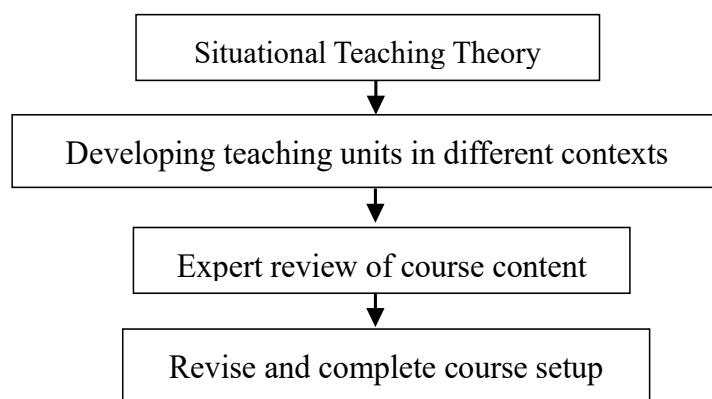 Situational Teaching Theory
Developing teaching units in different contexts
Expert review of course content
Revise and complete course setup